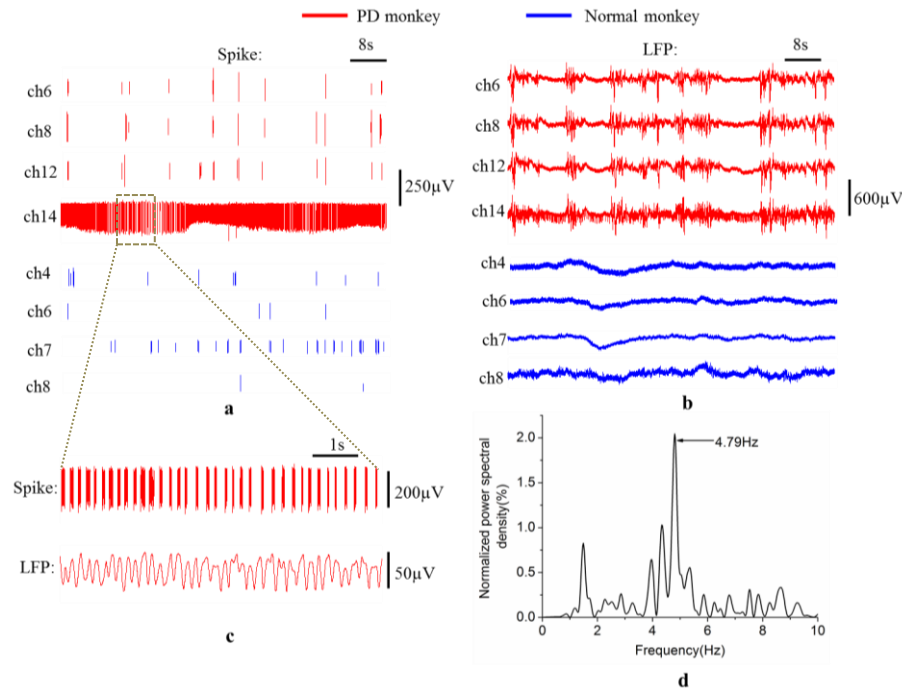 PD monkey
Normal monkey
Spike:
8s
ch6
ch8
ch12
250μV
ch14
ch4
ch6
ch7
ch8
a
LFP:
8s
ch6
ch8
ch12
ch14
600μV
ch4
ch6
ch7
ch8
b
1s
Spike:
200μV
LFP:
50μV
c
Normalized power spectral
density(%)
2.0
1.5
1.0
0.5
0.0
4.79Hz
0 2 4 6 8 10
Frequency(Hz)
d